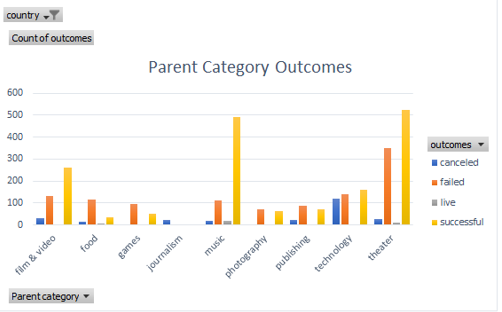 country
Count of outcomes
Parent Category Outcomes
600
500
400
300
200
100
0
film & video
food
games
journalism
music
photography
publishing
technology
theater
outcomes
canceled
failed
live
successful
Parent category